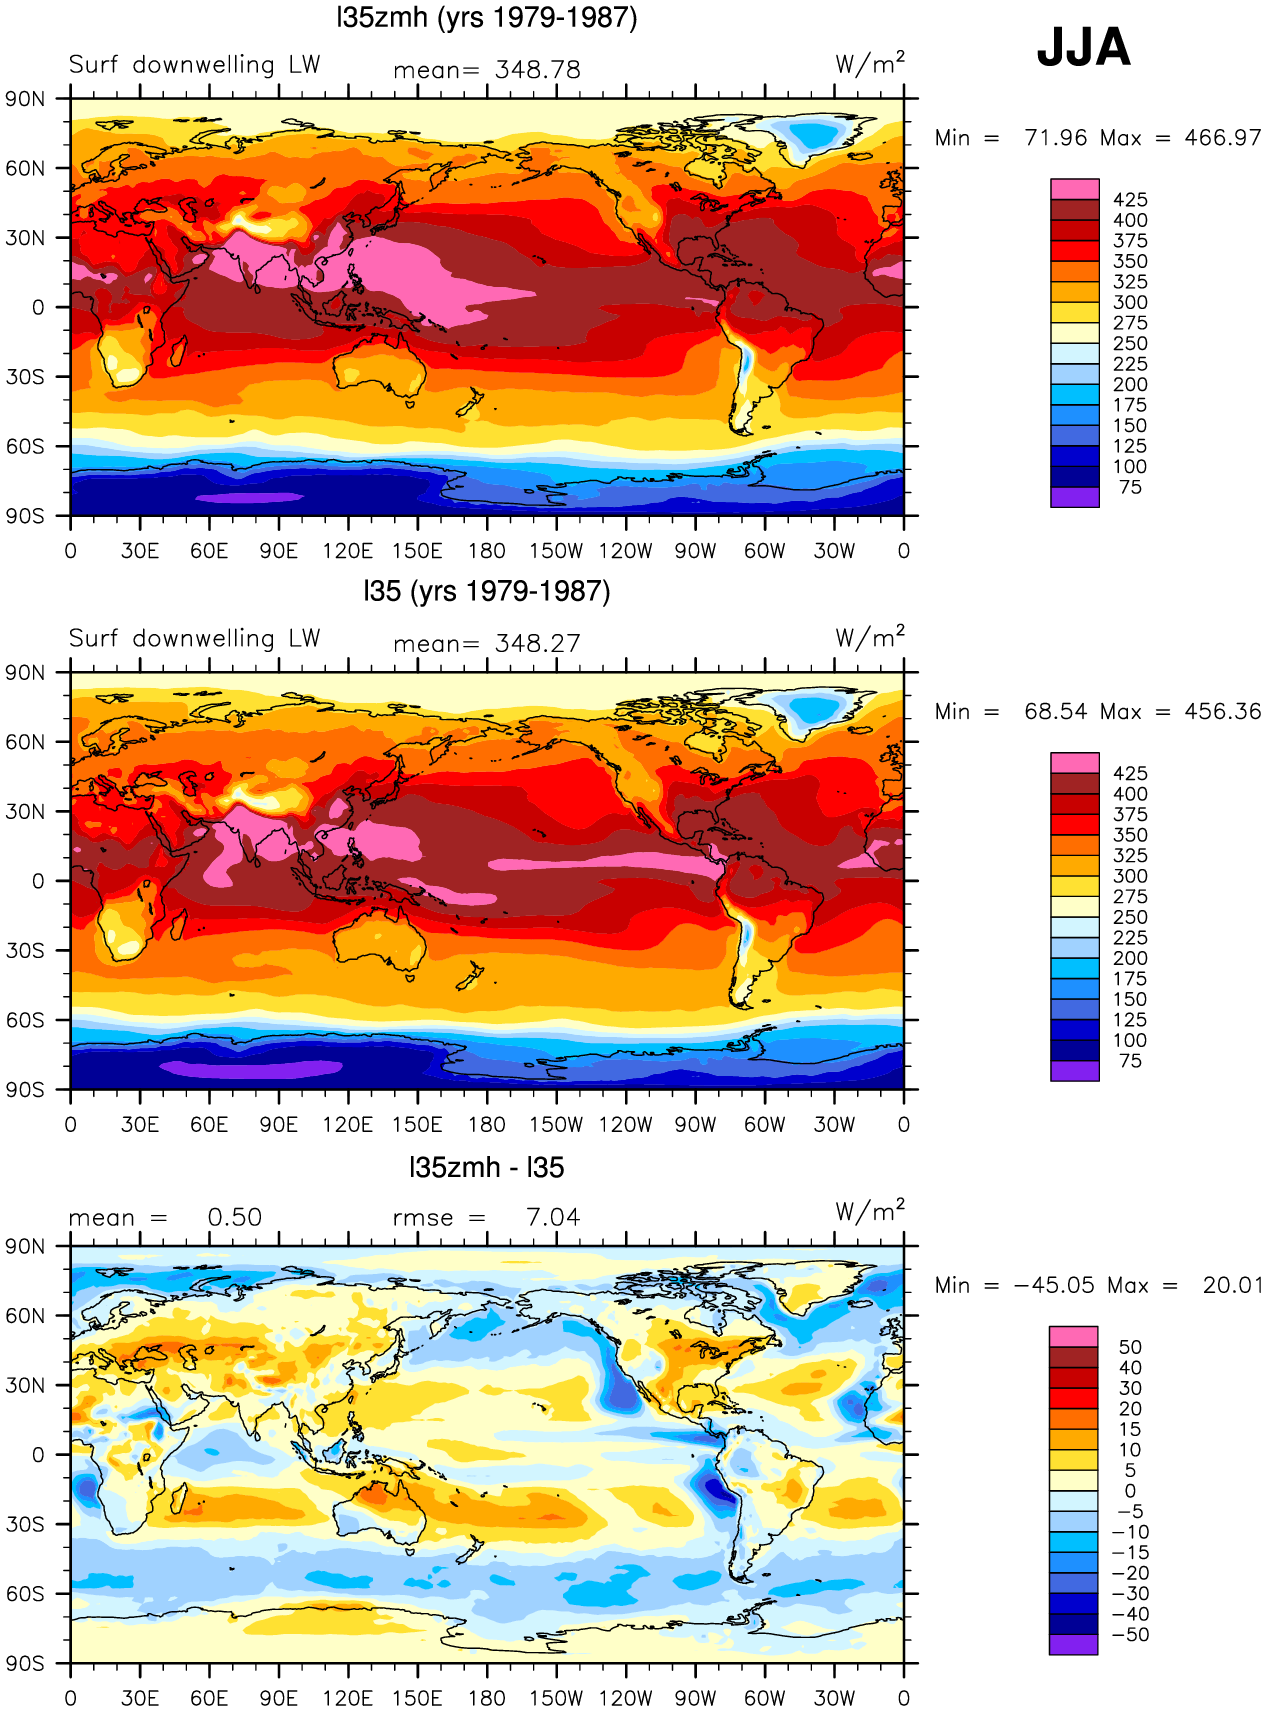 l35zmh (yrs 1979-1987)
JJA
Surf downwelling LW mean= 348.78 W/m²
Min = 71.96 Max = 466.97
90N
60N
30N
0
30S
60S
90S
0 30E 60E 90E 120E 150E 180 150W 120W 90W 60W 30W 0
425
400
375
350
325
300
275
250
225
200
175
150
125
100
75
l35 (yrs 1979-1987)
Surf downwelling LW mean= 348.27 W/m²
Min = 68.54 Max = 456.36
90N
60N
30N
0
30S
60S
90S
0 30E 60E 90E 120E 150E 180 150W 120W 90W 60W 30W 0
425
400
375
350
325
300
275
250
225
200
175
150
125
100
75
l35zmh - l35
mean = 0.50 rmse = 7.04 W/m²
Min = −45.05 Max = 20.01
90N
60N
30N
0
30S
60S
90S
0 30E 60E 90E 120E 150E 180 150W 120W 90W 60W 30W 0
50
40
30
20
15
10
5
0
−5
−10
−15
−20
−30
−40
−50